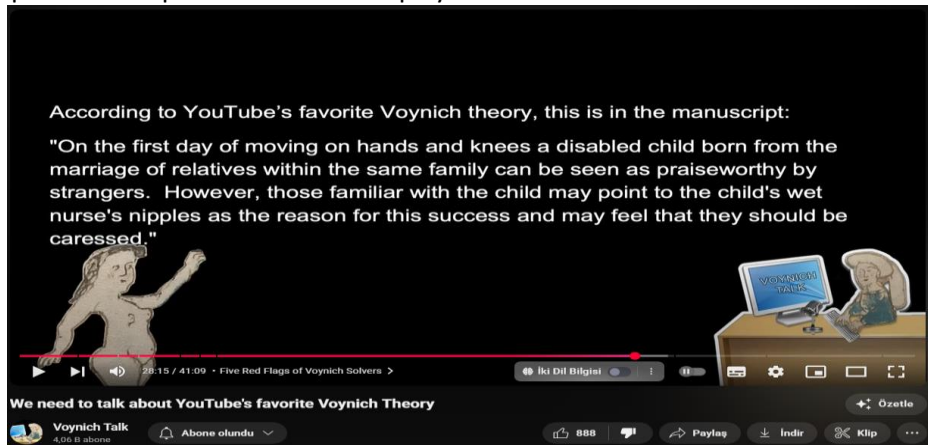 According to YouTube's favorite Voynich theory, this is in the manuscript:
"On the first day of moving on hands and knees a disabled child born from the
marriage of relatives within the same family can be seen as praiseworthy by
strangers. However, those familiar with the child may point to the child's wet
nurse's nipples as the reason for this success and may feel that they should be
caressed."
VOYNICH
TALK
28:15 / 41:09 • Five Red Flags of Voynich Solvers >
İki Dil Bilgisi
We need to talk about YouTube's favorite Voynich Theory
Özetle
Voynich Talk
4,06 B abone
Abone olundu
888
Paylaş
İndir
Klip